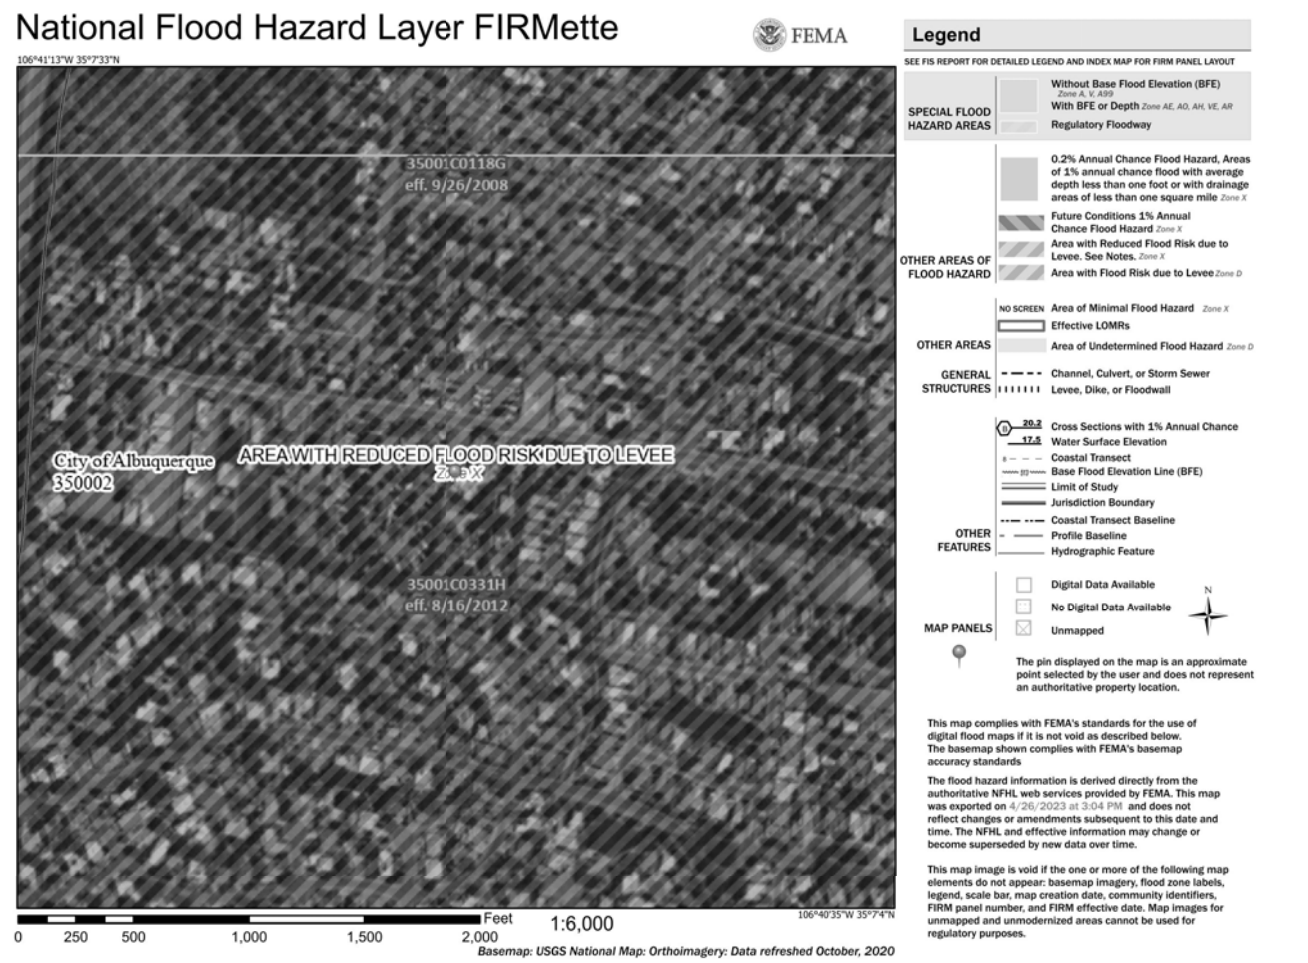 National Flood Hazard Layer FIRMette
FEMA
106°41'13"W 35°7'33"N
35001C0118G
eff. 9/26/2008
City of Albuquerque
350002
AREA WITH REDUCED FLOOD RISK DUE TO LEVEE
Zone X
35001C0331H
eff. 8/16/2012
106°40'35"W 35°7'4"N
Feet
1:6,000
0 250 500 1,000 1,500 2,000
Basemap: USGS National Map: Orthoimagery: Data refreshed October, 2020
Legend
SEE FIS REPORT FOR DETAILED LEGEND AND INDEX MAP FOR FIRM PANEL LAYOUT
SPECIAL FLOOD
HAZARD AREAS
Without Base Flood Elevation (BFE)
Zone A, V, A99
With BFE or Depth Zone AE, AO, AH, VE, AR
Regulatory Floodway
0.2% Annual Chance Flood Hazard, Areas
of 1% annual chance flood with average
depth less than one foot or with drainage
areas of less than one square mile Zone X
Future Conditions 1% Annual
Chance Flood Hazard Zone X
Area with Reduced Flood Risk due to
Levee. See Notes. Zone X
Area with Flood Risk due to Levee Zone D
OTHER AREAS OF
FLOOD HAZARD
NO SCREEN Area of Minimal Flood Hazard Zone X
Effective LOMRs
OTHER AREAS
Area of Undetermined Flood Hazard Zone D
GENERAL
STRUCTURES
Channel, Culvert, or Storm Sewer
Levee, Dike, or Floodwall
B 20.2 Cross Sections with 1% Annual Chance
17.5 Water Surface Elevation
8 Coastal Transect
513 Base Flood Elevation Line (BFE)
Limit of Study
Jurisdiction Boundary
Coastal Transect Baseline
OTHER
FEATURES
Profile Baseline
Hydrographic Feature
Digital Data Available
No Digital Data Available
N
MAP PANELS
Unmapped
The pin displayed on the map is an approximate
point selected by the user and does not represent
an authoritative property location.
This map complies with FEMA's standards for the use of
digital flood maps if it is not void as described below.
The basemap shown complies with FEMA's basemap
accuracy standards
The flood hazard information is derived directly from the
authoritative NFHL web services provided by FEMA. This map
was exported on 4/26/2023 at 3:04 PM and does not
reflect changes or amendments subsequent to this date and
time. The NFHL and effective information may change or
become superseded by new data over time.
This map image is void if the one or more of the following map
elements do not appear: basemap imagery, flood zone labels,
legend, scale bar, map creation date, community identifiers,
FIRM panel number, and FIRM effective date. Map images for
unmapped and unmodernized areas cannot be used for
regulatory purposes.